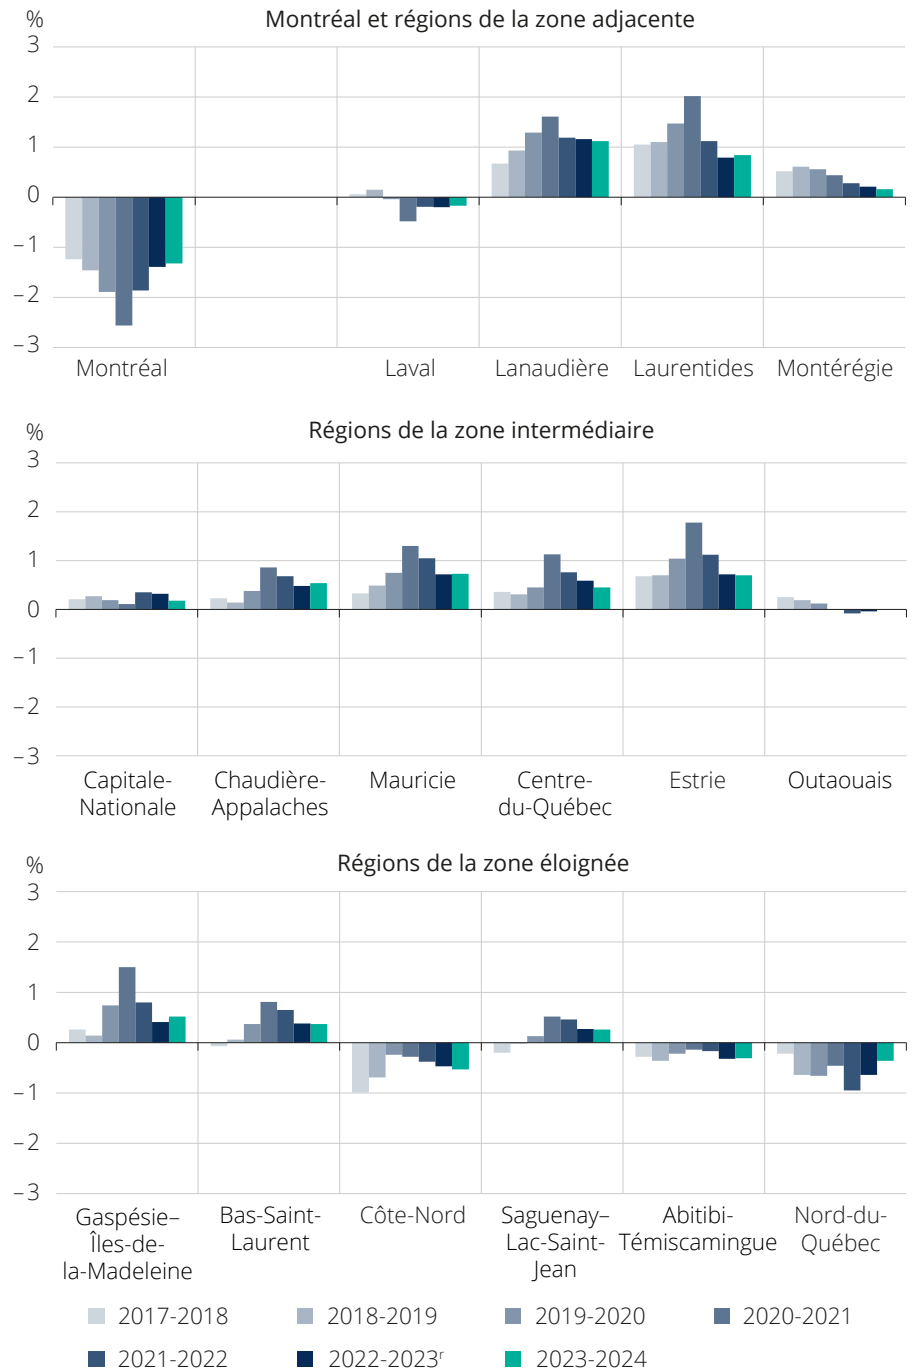 %
Montréal et régions de la zone adjacente
3
2
1
0
–1
–2
–3
Montréal
Laval
Lanaudière
Laurentides
Montérégie
%
Régions de la zone intermédiaire
3
2
1
0
–1
–2
–3
Capitale-
Nationale
Chaudière-
Appalaches
Mauricie
Centre-
du-Québec
Estrie
Outaouais
%
Régions de la zone éloignée
3
2
1
0
–1
–2
–3
Gaspésie–
Îles-de-
la-Madeleine
Bas-Saint-
Laurent
Côte-Nord
Saguenay–
Lac-Saint-
Jean
Abitibi-
Témiscamingue
Nord-du-
Québec
2017-2018
2018-2019
2019-2020
2020-2021
2021-2022
2022-2023ʳ
2023-2024